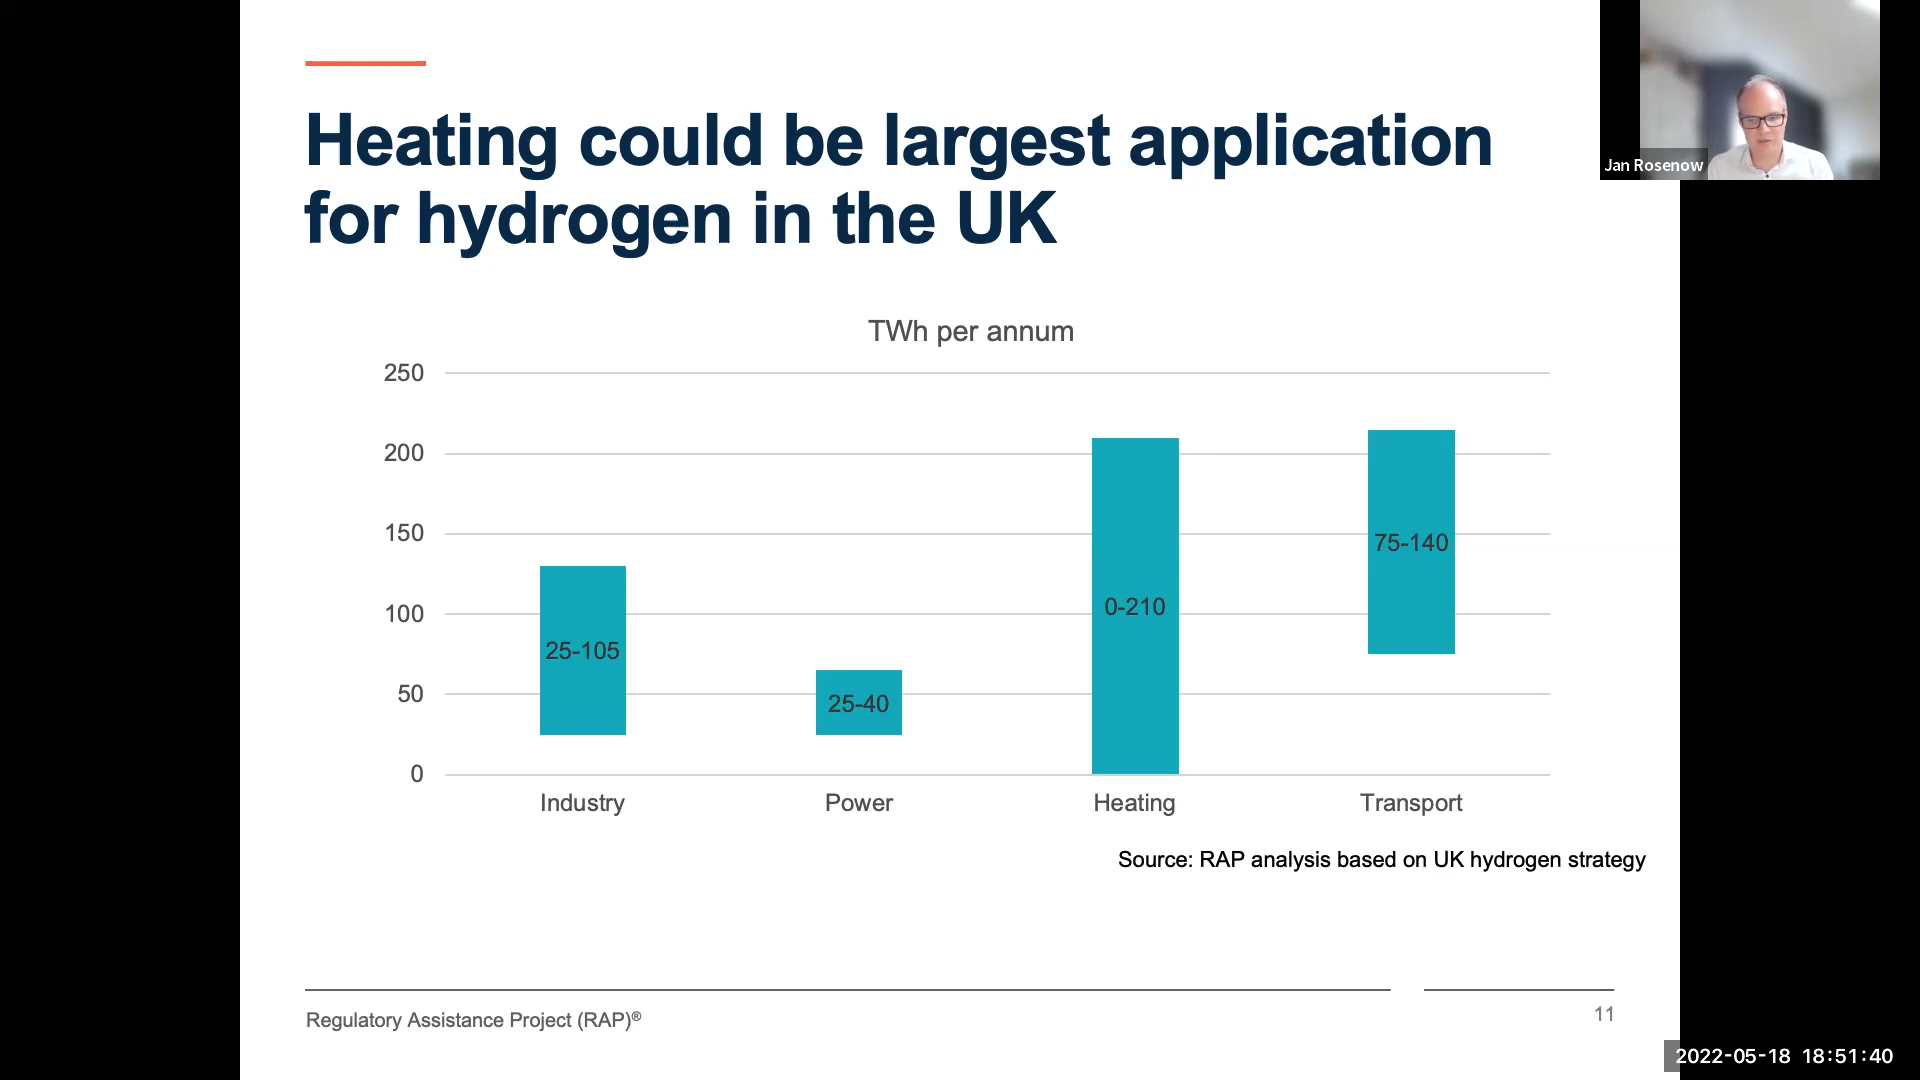 Heating could be largest application
for hydrogen in the UK
Jan Rosenow
TWh per annum
250
200
150
100
50
0
25-105
25-40
0-210
75-140
Industry
Power
Heating
Transport
Source: RAP analysis based on UK hydrogen strategy
Regulatory Assistance Project (RAP)®
11
2022-05-18 18:51:40